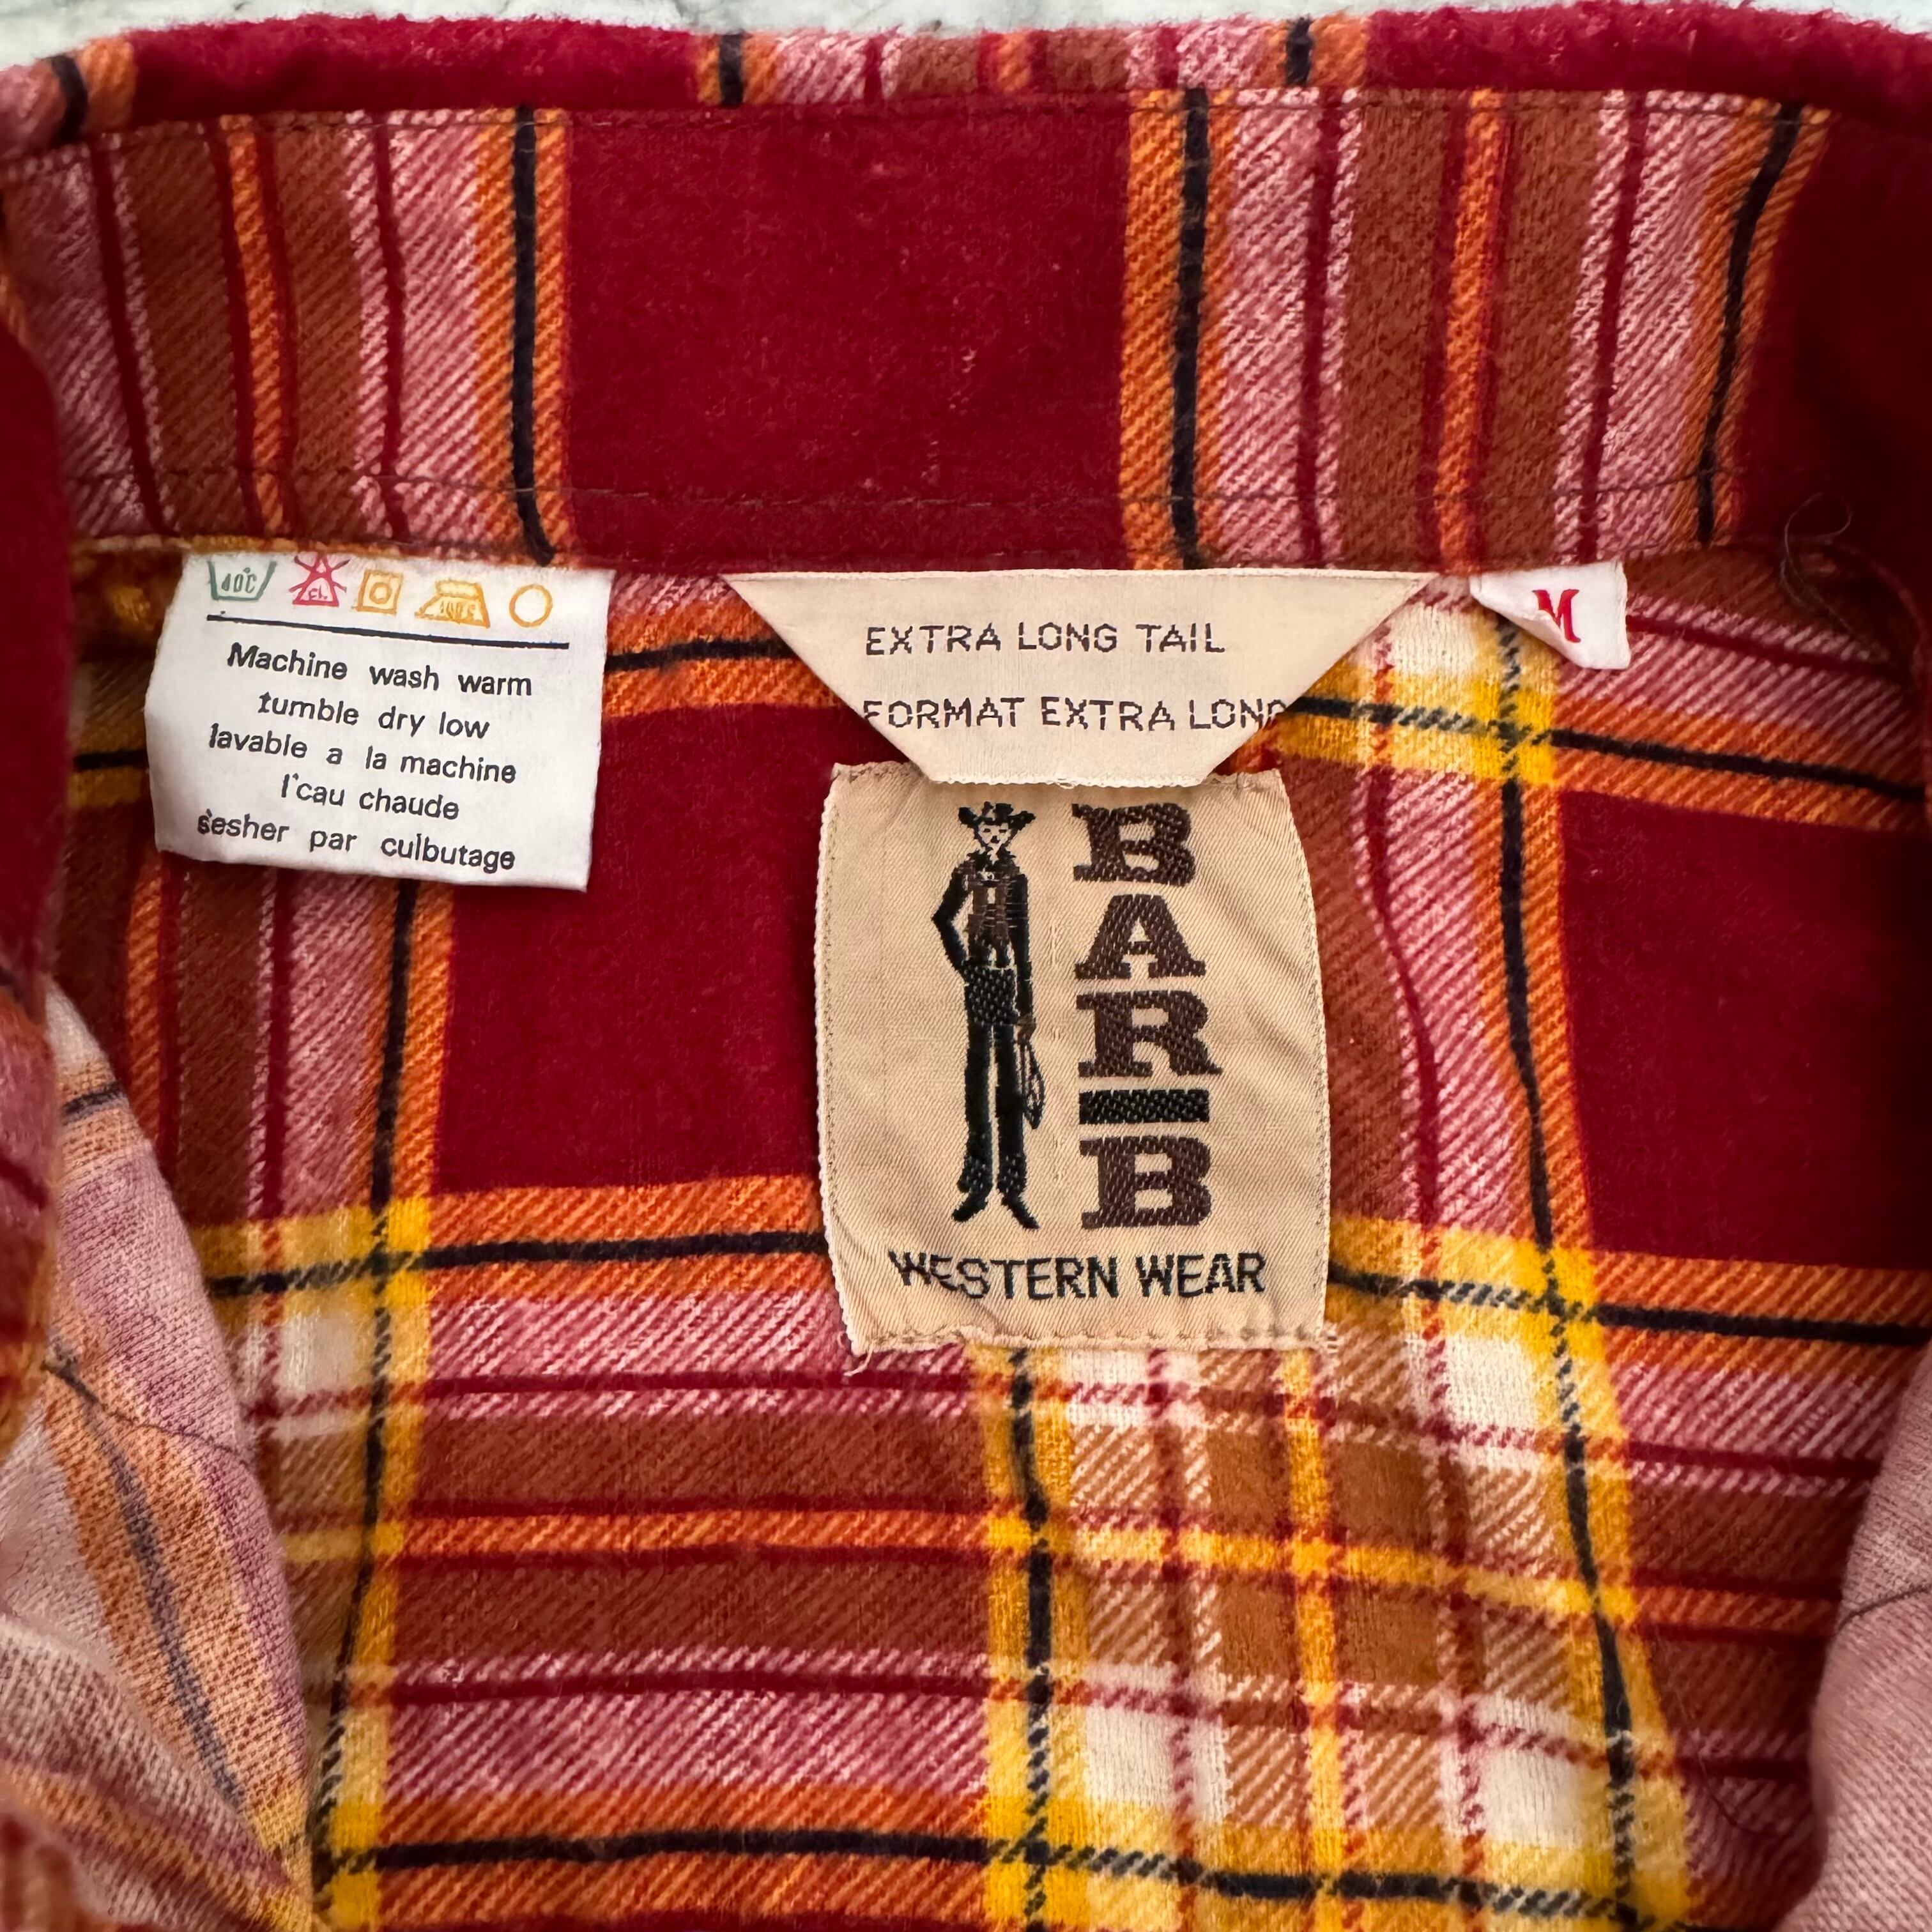 40°C CL. 100°C
Machine wash warm
tumble dry low
lavable a la machine
l'cau chaude
sesher par culbutage
EXTRA LONG TAIL
FORMAT EXTRA LONG
M
BAR-B
WESTERN WEAR